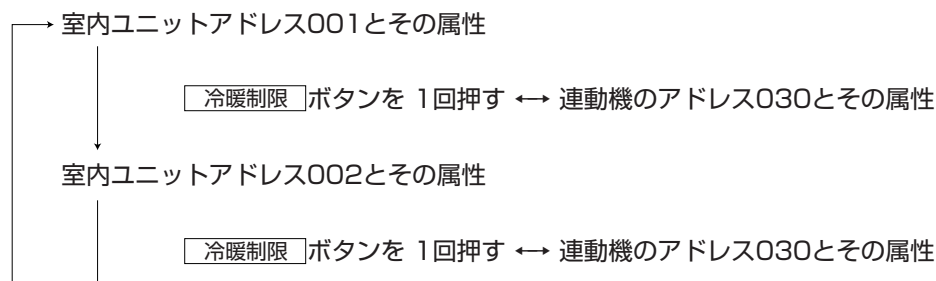 室内ユニットアドレス001とその属性
冷暖制限 ボタンを 1回押す ←→ 連動機のアドレス030とその属性
室内ユニットアドレス002とその属性
冷暖制限 ボタンを 1回押す ←→ 連動機のアドレス030とその属性